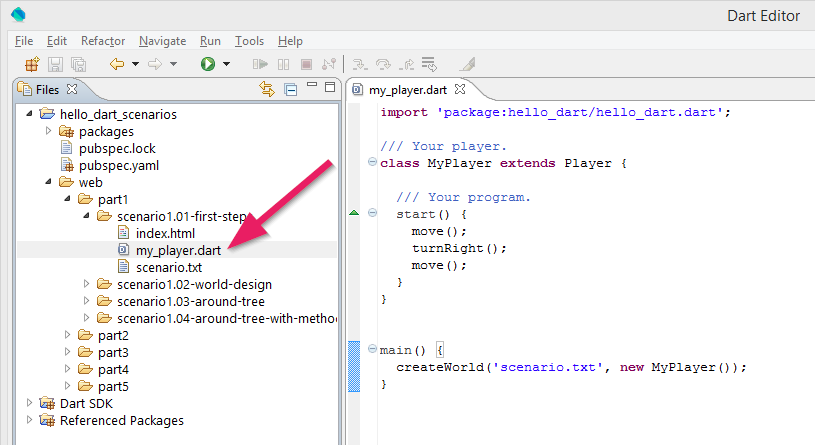 Dart Editor
File Edit Refactor Navigate Run Tools Help
Files
hello_dart_scenarios
packages
pubspec.lock
pubspec.yaml
web
part1
scenario1.01-first-step
index.html
my_player.dart
scenario.txt
scenario1.02-world-design
scenario1.03-around-tree
scenario1.04-around-tree-with-metho
part2
part3
part4
part5
Dart SDK
Referenced Packages
my_player.dart
import 'package:hello_dart/hello_dart.dart';
/// Your player.
class MyPlayer extends Player {
/// Your program.
start() {
move();
turnRight();
move();
}
}
main() {
createWorld('scenario.txt', new MyPlayer());
}